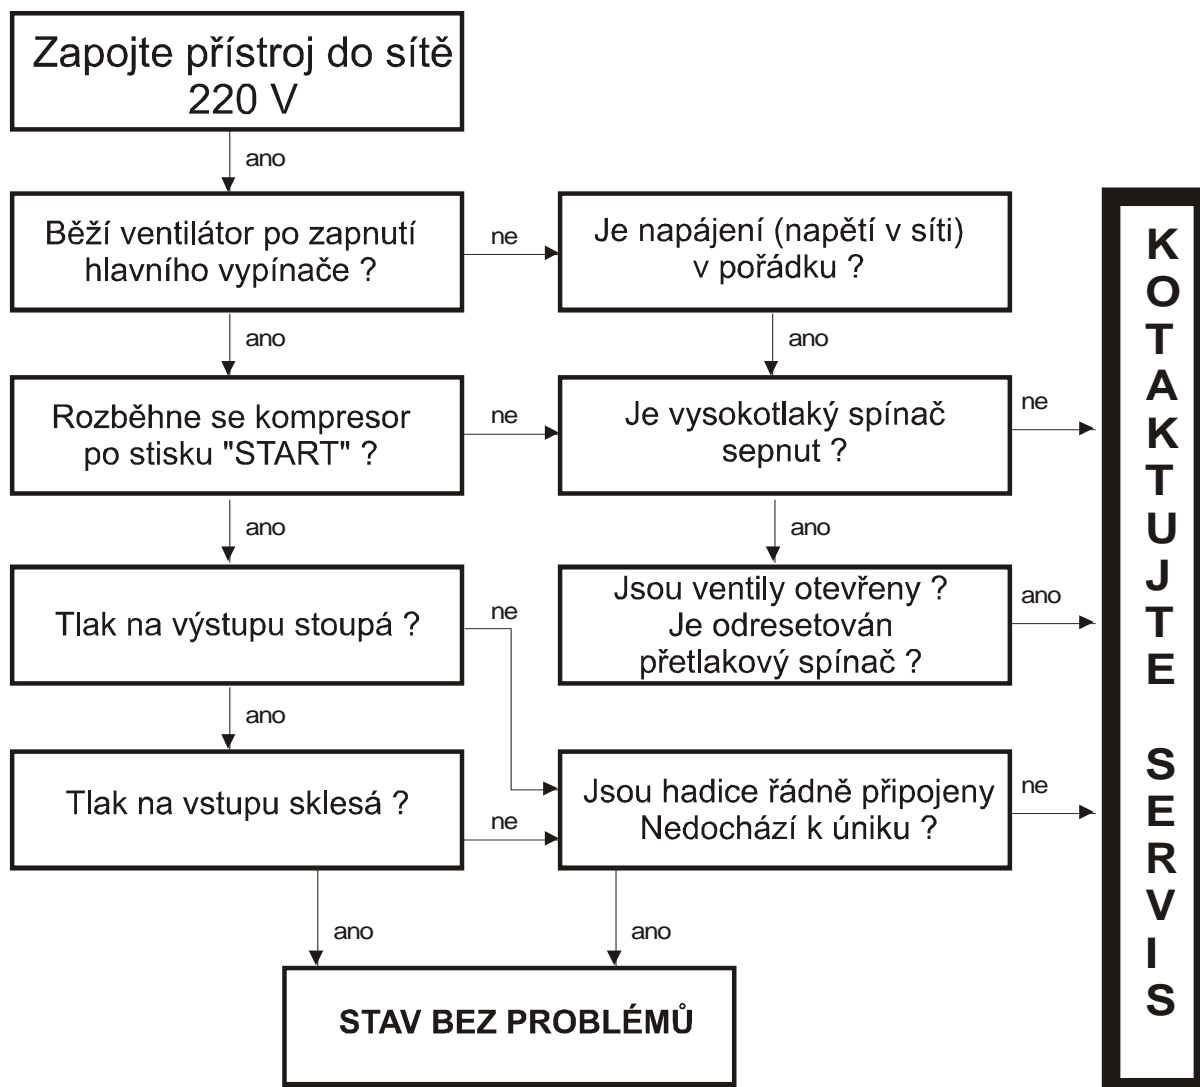 Zapojte přístroj do sítě
220 V
ano
Běží ventilátor po zapnutí
hlavního vypínače ?
ne
Je napájení (napětí v síti)
v pořádku ?
ano
ano
Rozběhne se kompresor
po stisku "START" ?
ne
Je vysokotlaký spínač
sepnut ?
ne
ano
ano
Tlak na výstupu stoupá ?
ne
Jsou ventily otevřeny ?
Je odresetován
přetlakový spínač ?
ano
ano
Tlak na vstupu sklesá ?
ne
Jsou hadice řádně připojeny
Nedochází k úniku ?
ne
ano
ano
STAV BEZ PROBLÉMŮ
KOTAKUJTE SERVIS